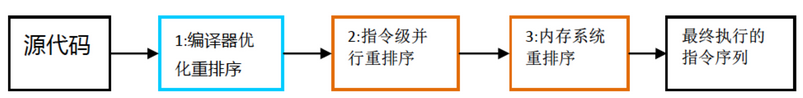 源代码
1:编译器优
化重排序
2:指令级并
行重排序
3:内存系统
重排序
最终执行的
指令序列